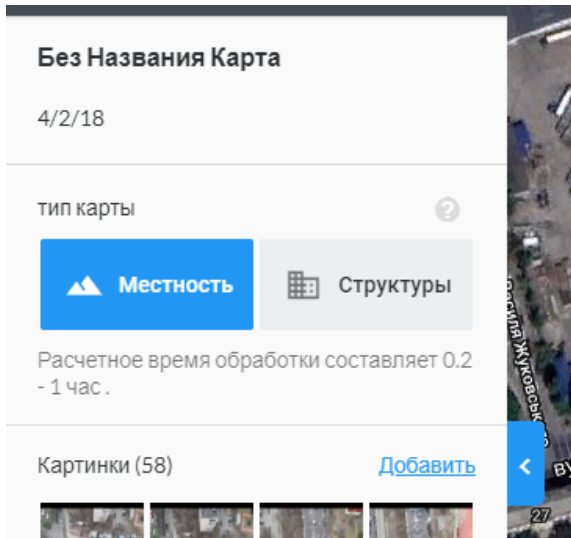 Без Названия Карта
4/2/18
тип карты
?
Местность
Структуры
Расчетное время обработки составляет 0.2
- 1 час .
Картинки (58)
Добавить
27